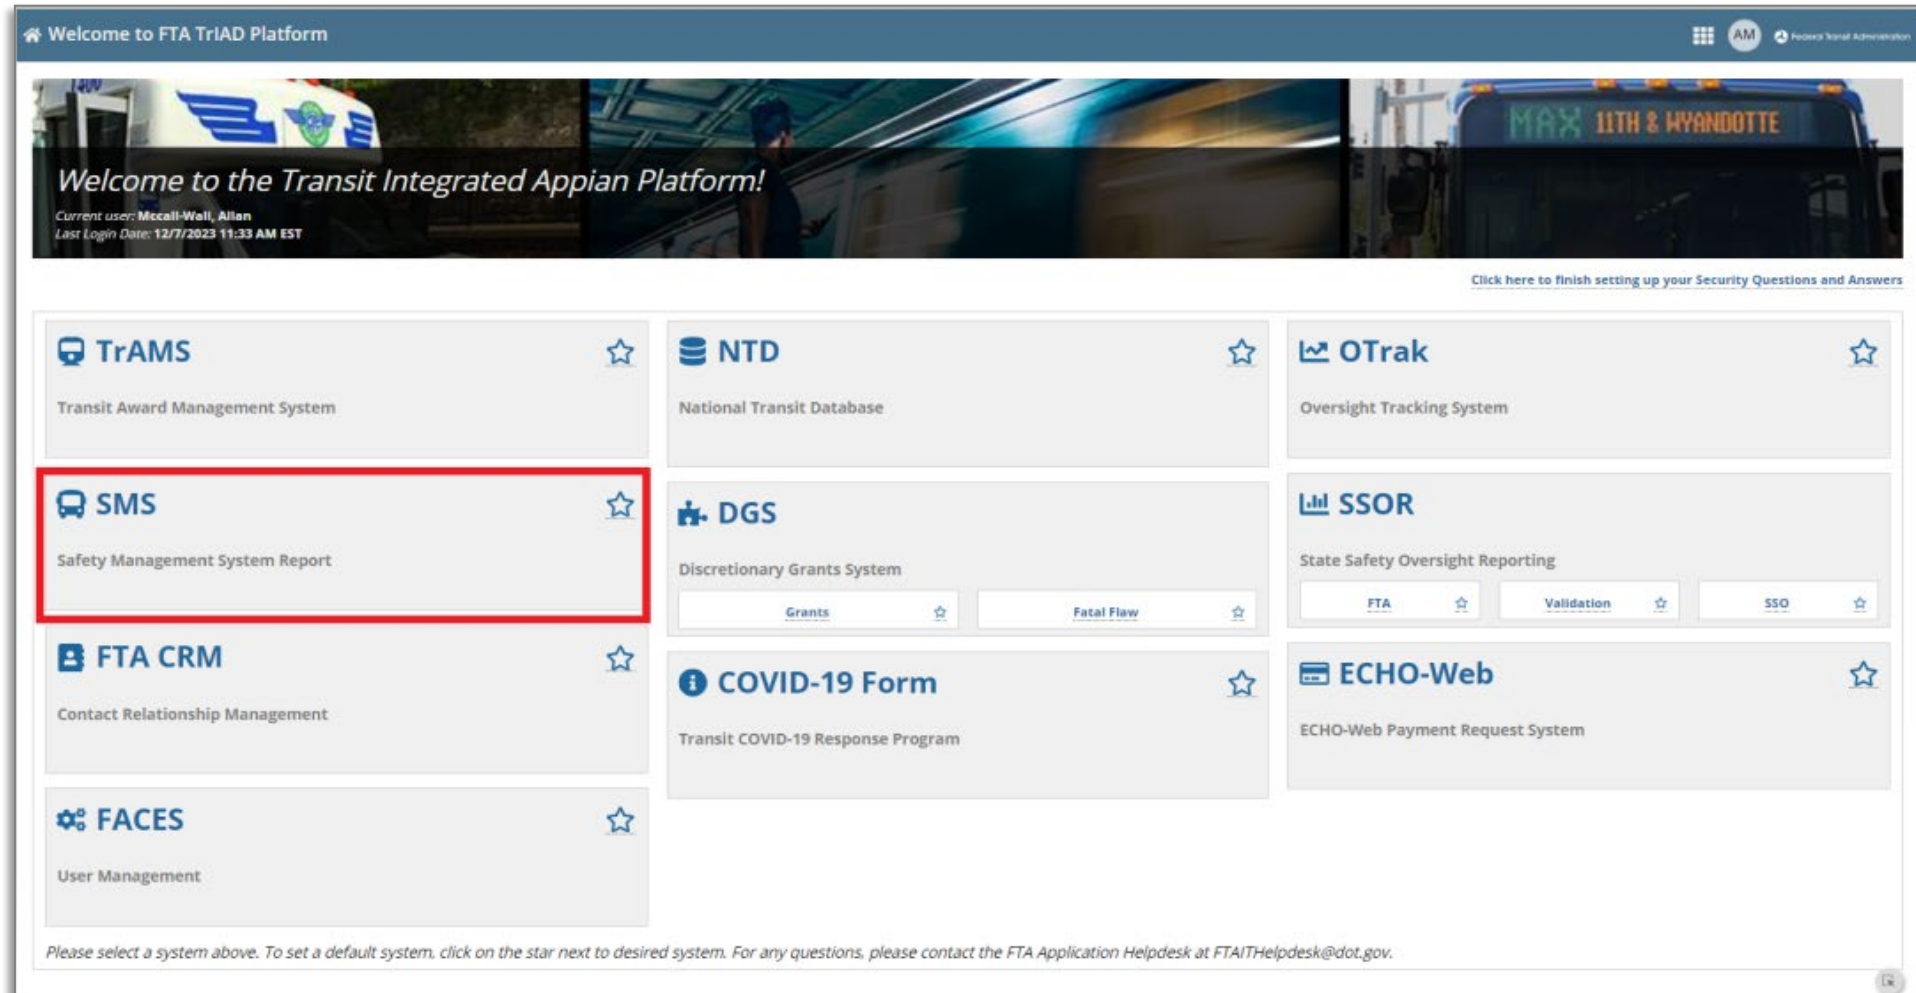 Welcome to FTA TrIAD Platform
AM
Federal Transit Administration
1400
MAX 11TH & WYANDOTTE
Welcome to the Transit Integrated Appian Platform!
Current user: Mccall-Wall, Allan
Last Login Date: 12/7/2023 11:33 AM EST
Click here to finish setting up your Security Questions and Answers
TrAMS
Transit Award Management System
NTD
National Transit Database
OTrak
Oversight Tracking System
SMS
Safety Management System Report
DGS
Discretionary Grants System
Grants
Fatal Flaw
SSOR
State Safety Oversight Reporting
FTA
Validation
SSO
FTA CRM
Contact Relationship Management
COVID-19 Form
Transit COVID-19 Response Program
ECHO-Web
ECHO-Web Payment Request System
FACES
User Management
Please select a system above. To set a default system, click on the star next to desired system. For any questions, please contact the FTA Application Helpdesk at FTAITHelpdesk@dot.gov.